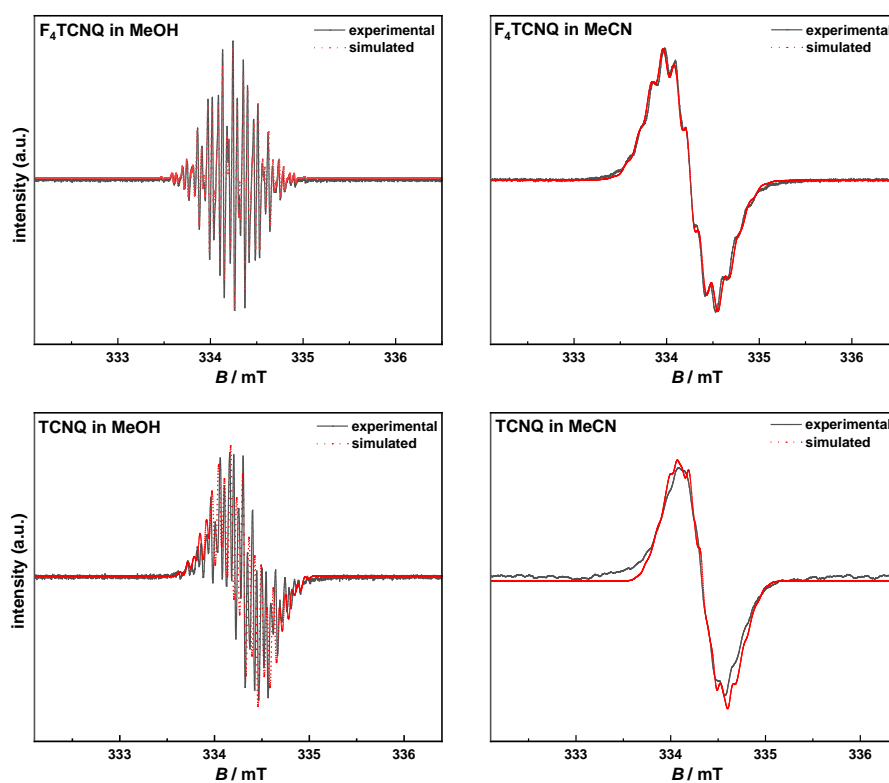 F₄TCNQ in MeOH
experimental
simulated
intensity (a.u.)
333 334 335 336
B / mT
F₄TCNQ in MeCN
experimental
simulated
333 334 335 336
B / mT
TCNQ in MeOH
experimental
simulated
intensity (a.u.)
333 334 335 336
B / mT
TCNQ in MeCN
experimental
simulated
333 334 335 336
B / mT